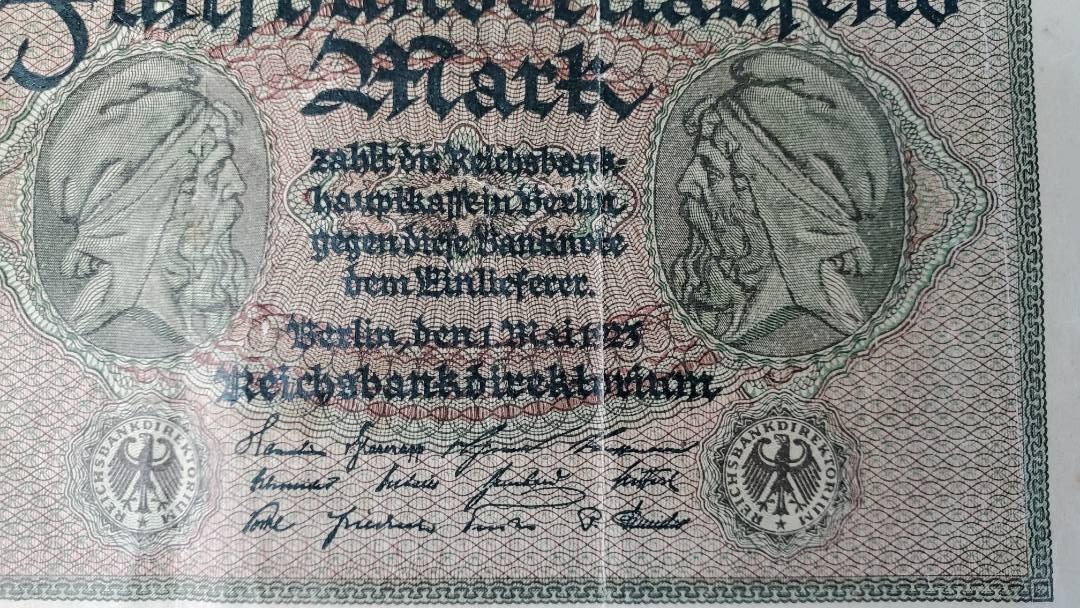 Fünfhunderttausend
Mark
zahlt die Reichsbank-
hauptkasse in Berlin
gegen diese Banknote
dem Einlieferer.
Berlin, den 1. Mai 1923
Reichsbankdirektorium
REICHSBANKDIREKTORIUM
REICHSBANKDIREKTORIUM